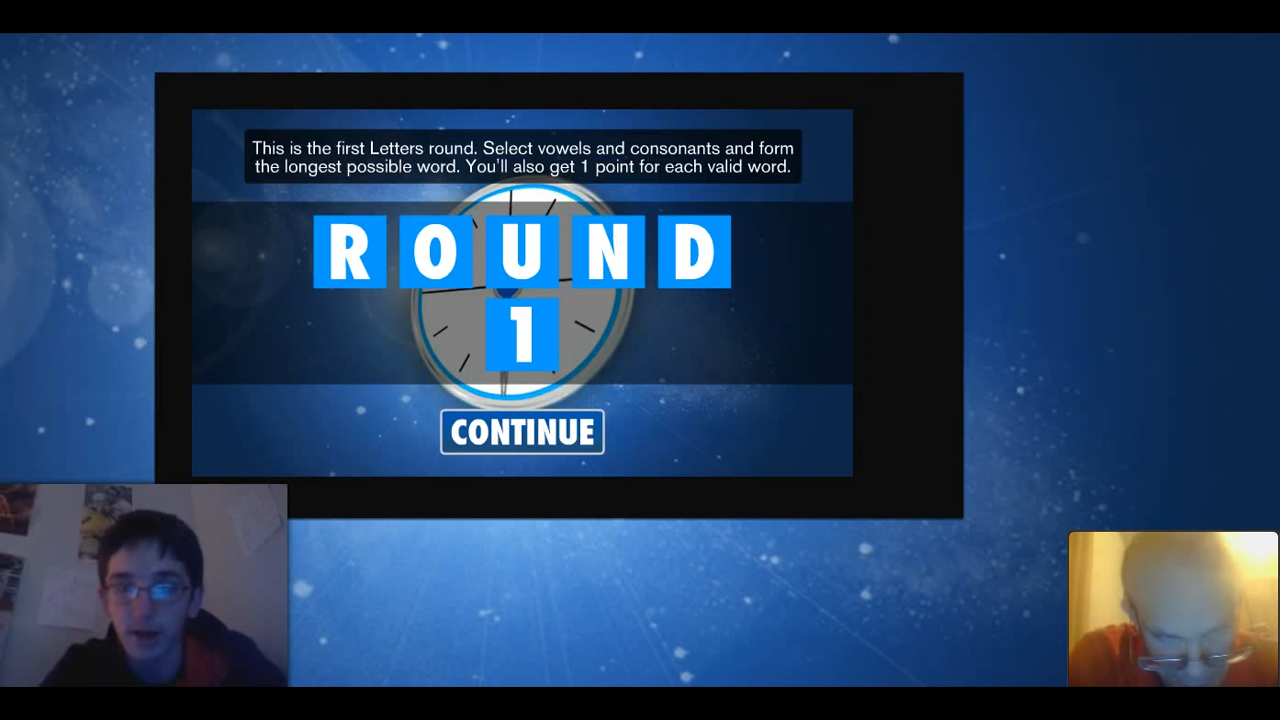 This is the first Letters round. Select vowels and consonants and form
the longest possible word. You'll also get 1 point for each valid word.
ROUND
1
CONTINUE